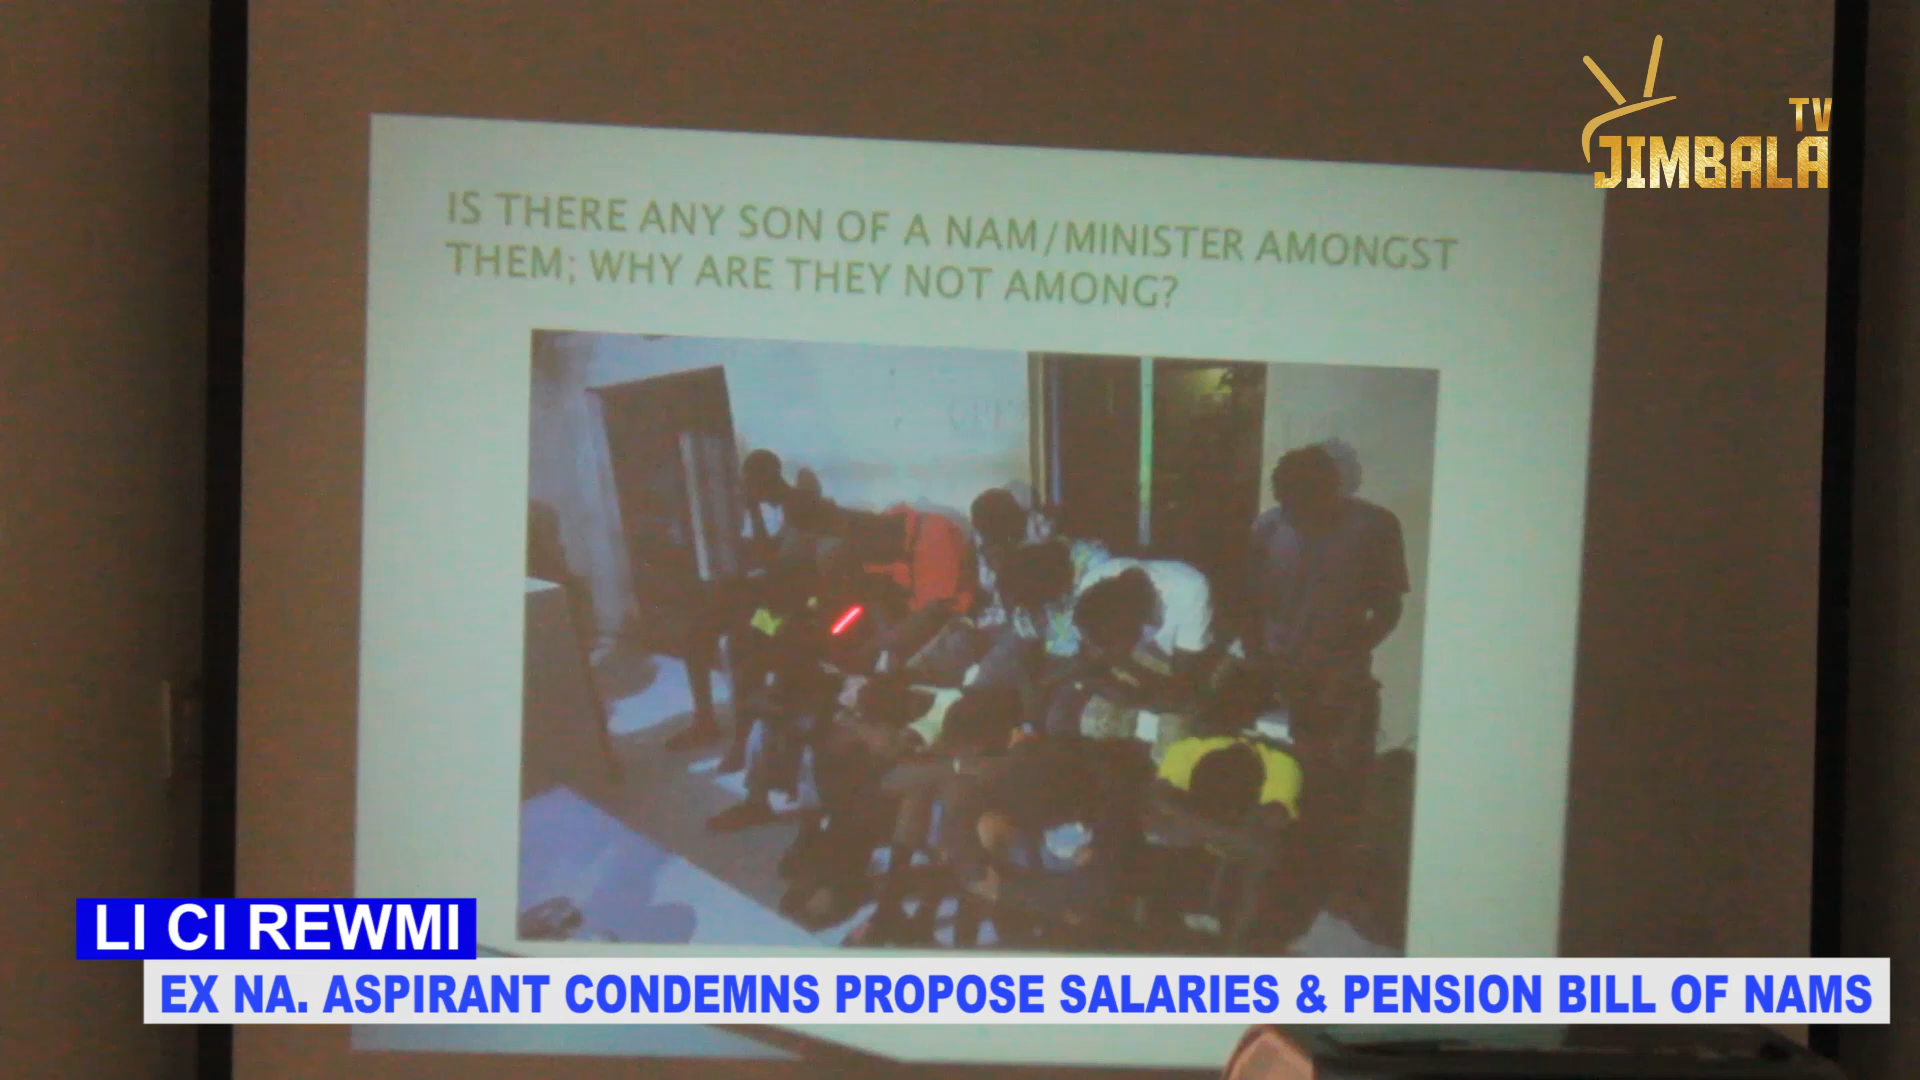 TV
JIMBALA
IS THERE ANY SON OF A NAM/MINISTER AMONGST
THEM; WHY ARE THEY NOT AMONG?
LI CI REWMI
EX NA. ASPIRANT CONDEMNS PROPOSE SALARIES & PENSION BILL OF NAMS